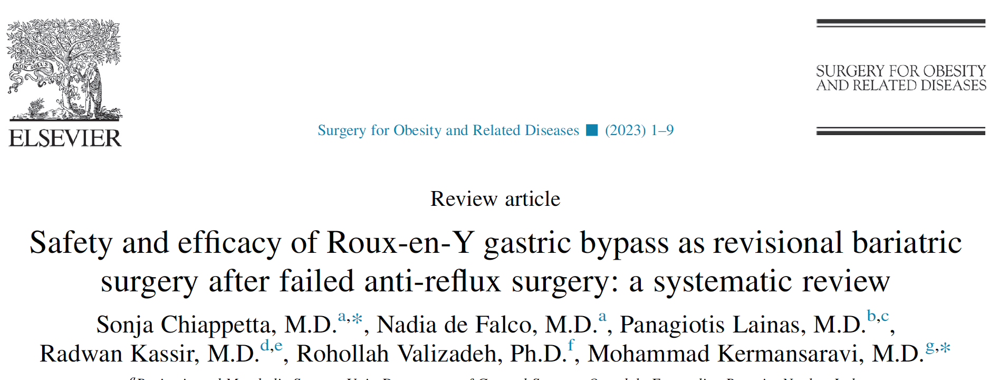 NON SOLUS
ELSEVIER
SURGERY FOR OBESITY
AND RELATED DISEASES
Surgery for Obesity and Related Diseases ■ (2023) 1–9
Review article
Safety and efficacy of Roux-en-Y gastric bypass as revisional bariatric
surgery after failed anti-reflux surgery: a systematic review
Sonja Chiappetta, M.D.a,*, Nadia de Falco, M.D.a, Panagiotis Lainas, M.D.b,c,
Radwan Kassir, M.D.d,e, Rohollah Valizadeh, Ph.D.f, Mohammad Kermansaravi, M.D.g,*